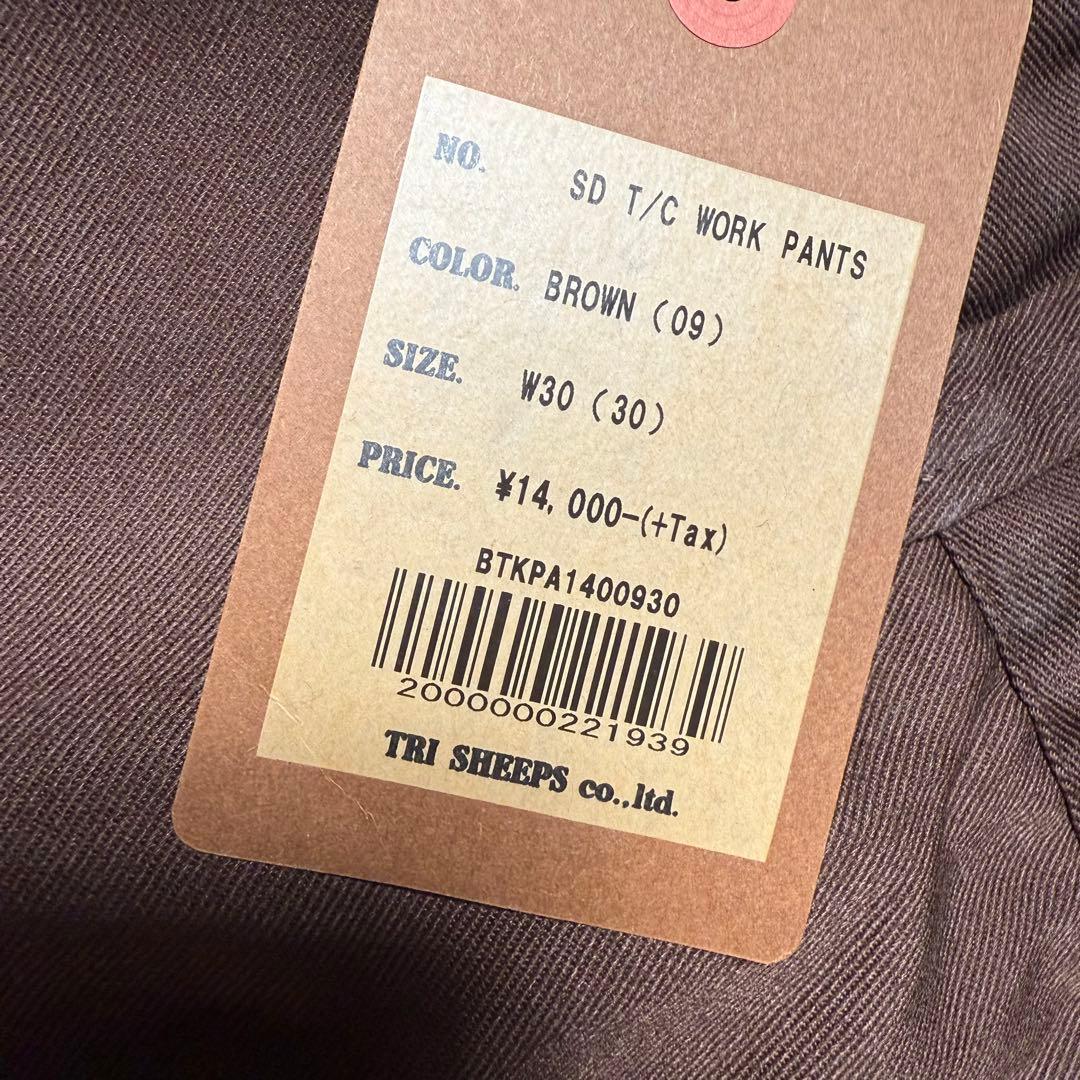 NO. SD T/C WORK PANTS
COLOR. BROWN (09)
SIZE. W30 (30)
PRICE. ¥14,000-(+Tax)
BTKPA1400930
2000000221939
TRI SHEEPS co.,ltd.